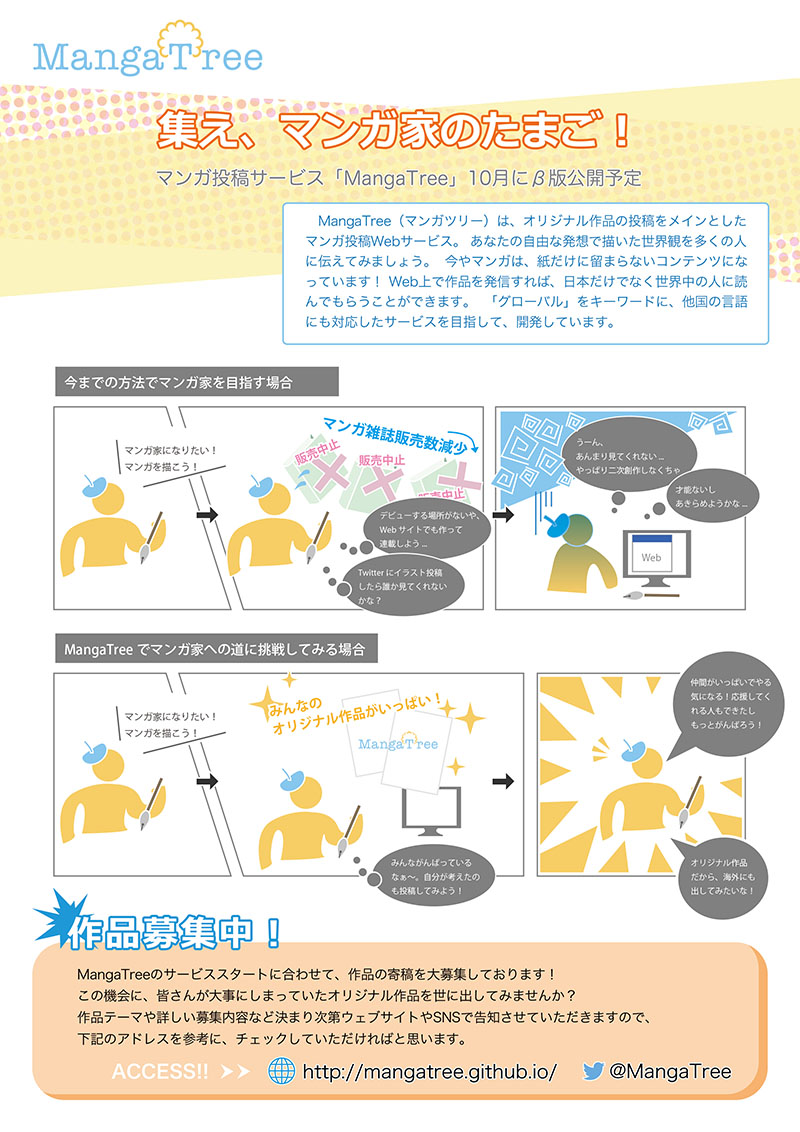 MangaTree
集え、マンガ家のたまご！
マンガ投稿サービス「MangaTree」10月にβ版公開予定
MangaTree（マンガツリー）は、オリジナル作品の投稿をメインとした
マンガ投稿Webサービス。 あなたの自由な発想で描いた世界観を多くの人
に伝えてみましょう。 今やマンガは、紙だけに留まらないコンテンツにな
っています！ Web上で作品を発信すれば、日本だけでなく世界中の人に読
んでもらうことができます。 「グローバル」をキーワードに、他国の言語
にも対応したサービスを目指して、開発しています。
今までの方法でマンガ家を目指す場合
マンガ家になりたい！
マンガを描こう！
マンガ雑誌販売数減少
販売中止
販売中止
販売中止
デビューする場所がないや、
Web サイトでも作って
連載しよう ...
Twitter にイラスト投稿
したら誰か見てくれない
かな？
うーん、
あんまり見てくれない ...
やっぱり二次創作しなくちゃ
才能ないし
あきらめようかな ...
Web
MangaTree でマンガ家への道に挑戦してみる場合
マンガ家になりたい！
マンガを描こう！
みんなの
オリジナル作品がいっぱい！
MangaTree
みんながんばっている
なぁ〜。自分が考えたの
も投稿してみよう！
仲間がいっぱいでやる
気になる！応援してく
れる人もできたし
もっとがんばろう！
オリジナル作品
だから、海外にも
出してみたいな！
作品募集中！
MangaTreeのサービススタートに合わせて、作品の寄稿を大募集しております！
この機会に、皆さんが大事にしまっていたオリジナル作品を世に出してみませんか？
作品テーマや詳しい募集内容など決まり次第ウェブサイトやSNSで告知させていただきますので、
下記のアドレスを参考に、チェックしていただければと思います。
ACCESS!! http://mangatree.github.io/ @MangaTree